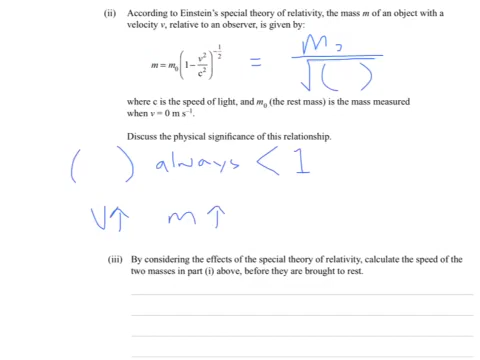 (ii) According to Einstein's special theory of relativity, the mass m of an object with a
velocity v, relative to an observer, is given by:
m = m₀(1 − v²/c²)^(−1/2) = m₀/√( )
where c is the speed of light, and m₀ (the rest mass) is the mass measured
when v = 0 m s⁻¹.
Discuss the physical significance of this relationship.
( ) always < 1
V↑ m↑
(iii) By considering the effects of the special theory of relativity, calculate the speed of the
two masses in part (i) above, before they are brought to rest.